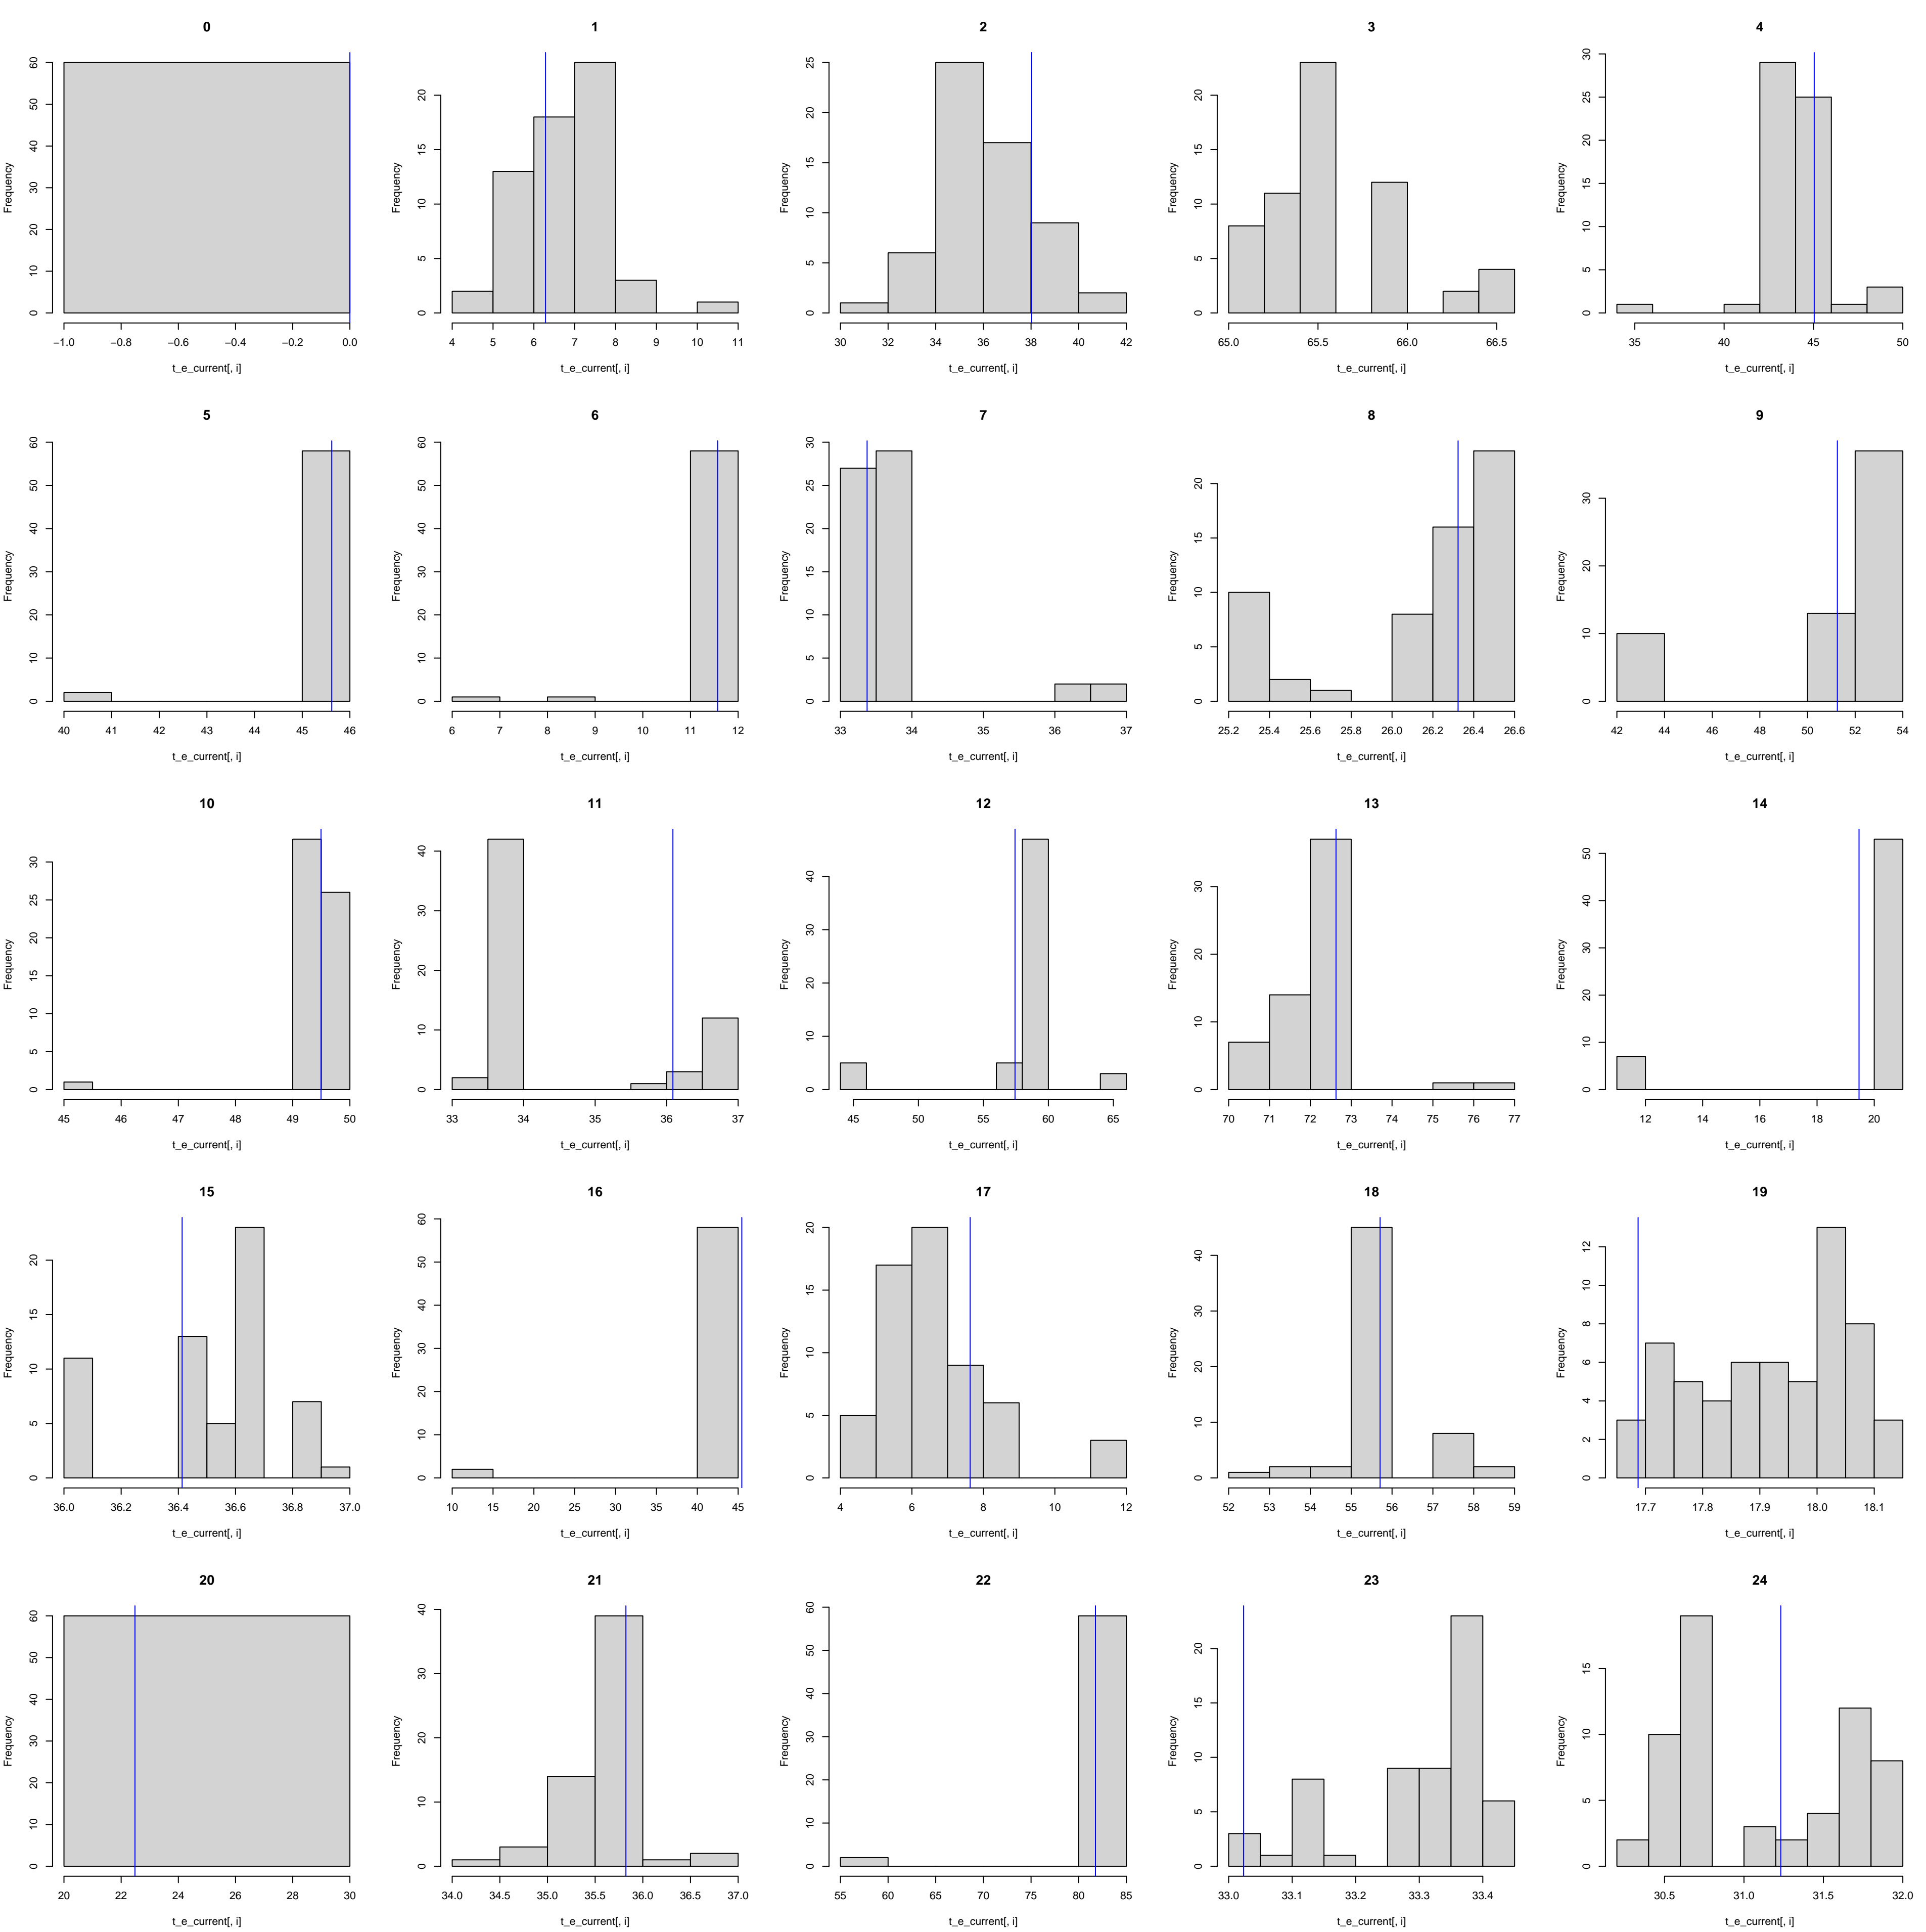 0
Frequency
60
50
40
30
20
10
0
−1.0 −0.8 −0.6 −0.4 −0.2 0.0
t_e_current[, i]
1
Frequency
20
15
10
5
0
4 5 6 7 8 9 10 11
t_e_current[, i]
2
Frequency
25
20
15
10
5
0
30 32 34 36 38 40 42
t_e_current[, i]
3
Frequency
20
15
10
5
0
65.0 65.5 66.0 66.5
t_e_current[, i]
4
Frequency
30
25
20
15
10
5
0
35 40 45 50
t_e_current[, i]
5
Frequency
60
50
40
30
20
10
0
40 41 42 43 44 45 46
t_e_current[, i]
6
Frequency
60
50
40
30
20
10
0
6 7 8 9 10 11 12
t_e_current[, i]
7
Frequency
30
25
20
15
10
5
0
33 34 35 36 37
t_e_current[, i]
8
Frequency
20
15
10
5
0
25.2 25.4 25.6 25.8 26.0 26.2 26.4 26.6
t_e_current[, i]
9
Frequency
30
20
10
0
42 44 46 48 50 52 54
t_e_current[, i]
10
Frequency
30
25
20
15
10
5
0
45 46 47 48 49 50
t_e_current[, i]
11
Frequency
40
30
20
10
0
33 34 35 36 37
t_e_current[, i]
12
Frequency
40
30
20
10
0
45 50 55 60 65
t_e_current[, i]
13
Frequency
30
20
10
0
70 71 72 73 74 75 76 77
t_e_current[, i]
14
Frequency
50
40
30
20
10
0
12 14 16 18 20
t_e_current[, i]
15
Frequency
20
15
10
5
0
36.0 36.2 36.4 36.6 36.8 37.0
t_e_current[, i]
16
Frequency
60
50
40
30
20
10
0
10 15 20 25 30 35 40 45
t_e_current[, i]
17
Frequency
20
15
10
5
0
4 6 8 10 12
t_e_current[, i]
18
Frequency
40
30
20
10
0
52 53 54 55 56 57 58 59
t_e_current[, i]
19
Frequency
12
10
8
6
4
2
0
17.7 17.8 17.9 18.0 18.1
t_e_current[, i]
20
Frequency
60
50
40
30
20
10
0
20 22 24 26 28 30
t_e_current[, i]
21
Frequency
40
30
20
10
0
34.0 34.5 35.0 35.5 36.0 36.5 37.0
t_e_current[, i]
22
Frequency
60
50
40
30
20
10
0
55 60 65 70 75 80 85
t_e_current[, i]
23
Frequency
20
15
10
5
0
33.0 33.1 33.2 33.3 33.4
t_e_current[, i]
24
Frequency
15
10
5
0
30.5 31.0 31.5 32.0
t_e_current[, i]